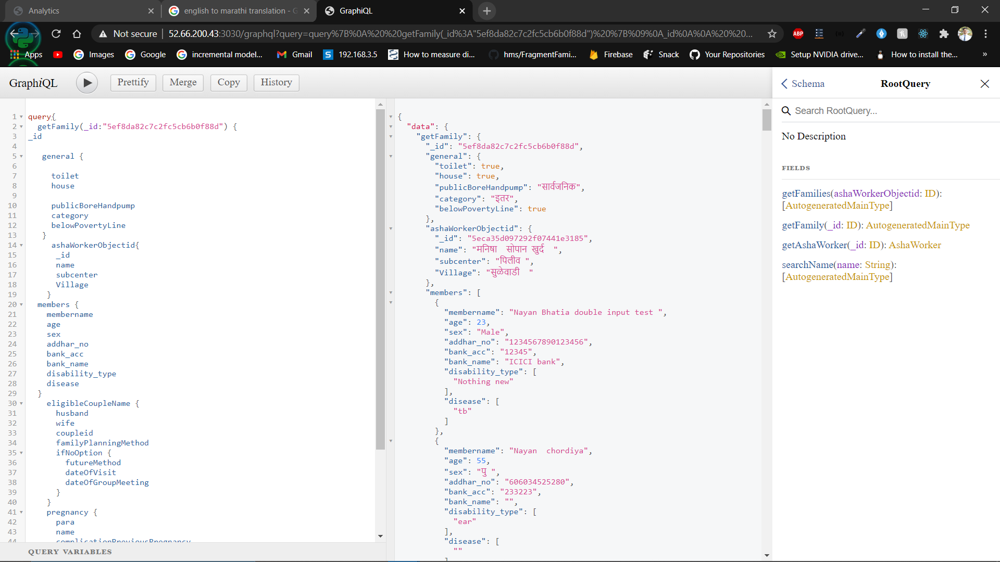 Analytics
english to marathi translation - G
GraphiQL
Not secure
52.66.200.43:3030/graphql?query=query%7B%0A%20%20getFamily(_id%3A"5ef8da82c7c2fc5cb6b0f88d")%20%7B%09%0A_id%0A%0A%20%20...
ABP
Apps
Images
Google
incremental model...
Gmail
192.168.3.5
How to measure di...
hms/FragmentFami...
Firebase
Snack
Your Repositories
Setup NVIDIA drive...
How to install the...
»
GraphiQL
Prettify
Merge
Copy
History
1 query{
2 getFamily(_id:"5ef8da82c7c2fc5cb6b0f88d") {
3 _id
4
5 general {
6
7 toilet
8 house
9
10 publicBoreHandpump
11 category
12 belowPovertyLine
13 }
14 ashaWorkerObjectid{
15 _id
16 name
17 subcenter
18 Village
19 }
20 members {
21 membername
22 age
23 sex
24 addhar_no
25 bank_acc
26 bank_name
27 disability_type
28 disease
29 }
30 eligibleCoupleName {
31 husband
32 wife
33 coupleid
34 familyPlanningMethod
35 ifNoOption {
36 futureMethod
37 dateOfVisit
38 dateOfGroupMeeting
39 }
40 }
41 pregnancy {
42 para
43 name
44 complicationPreviousPregnancy
QUERY VARIABLES
{
"data": {
"getFamily": {
"_id": "5ef8da82c7c2fc5cb6b0f88d",
"general": {
"toilet": true,
"house": true,
"publicBoreHandpump": "सार्वजनिक",
"category": "इतर",
"belowPovertyLine": true
},
"ashaWorkerObjectid": {
"_id": "5eca35d097292f07441e3185",
"name": "मनिषा  सोपान खुर्द  ",
"subcenter": "पिलीव ",
"Village": "सुळेवाडी  "
},
"members": [
{
"membername": "Nayan Bhatia double input test ",
"age": 23,
"sex": "Male",
"addhar_no": "1234567890123456",
"bank_acc": "12345",
"bank_name": "ICICI bank",
"disability_type": [
"Nothing new"
],
"disease": [
"tb"
]
},
{
"membername": "Nayan  chordiya",
"age": 55,
"sex": "पु ",
"addhar_no": "606034525280",
"bank_acc": "233223",
"bank_name": "",
"disability_type": [
"ear"
],
"disease": [
""
]
Schema
RootQuery
Search RootQuery...
No Description
FIELDS
getFamilies(ashaWorkerObjectid: ID):
[AutogeneratedMainType]
getFamily(_id: ID): AutogeneratedMainType
getAshaWorker(_id: ID): AshaWorker
searchName(name: String):
[AutogeneratedMainType]